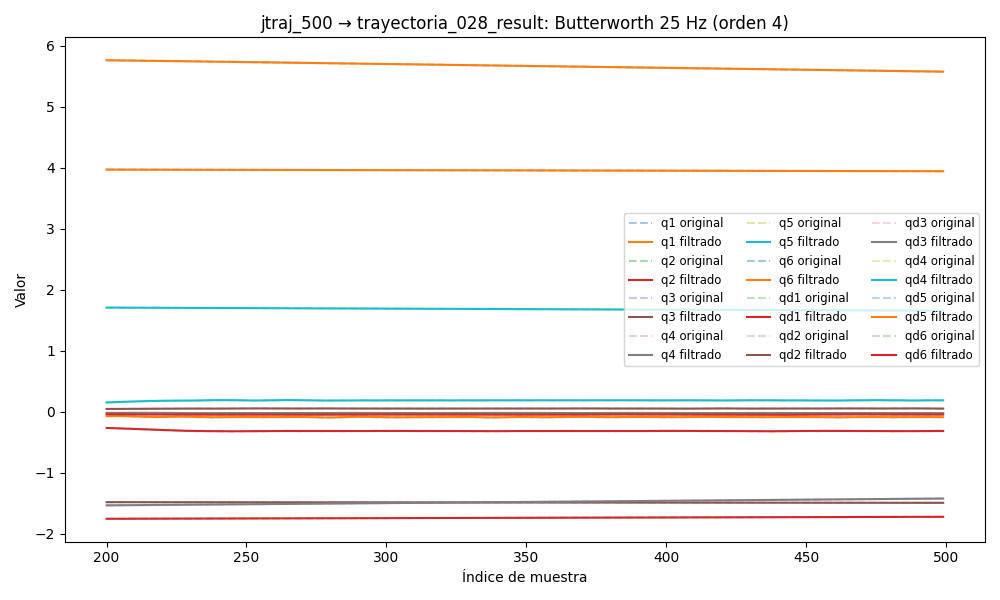 jtraj_500 → trayectoria_028_result: Butterworth 25 Hz (orden 4)
Valor
6
5
4
3
2
1
0
−1
−2
q1 original
q1 filtrado
q2 original
q2 filtrado
q3 original
q3 filtrado
q4 original
q4 filtrado
q5 original
q5 filtrado
q6 original
q6 filtrado
qd1 original
qd1 filtrado
qd2 original
qd2 filtrado
qd3 original
qd3 filtrado
qd4 original
qd4 filtrado
qd5 original
qd5 filtrado
qd6 original
qd6 filtrado
200
250
300
350
400
450
500
Índice de muestra